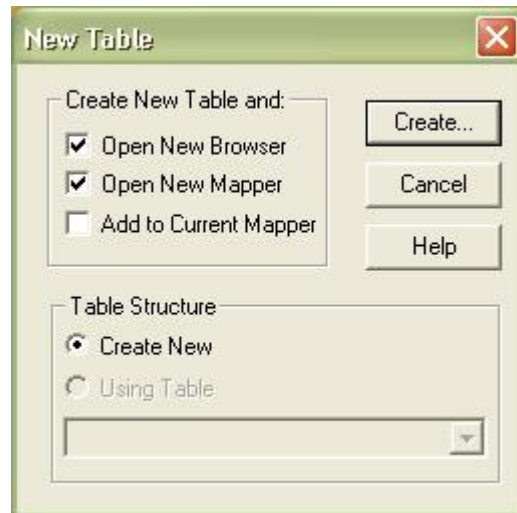 New Table
Create New Table and:
Open New Browser
Open New Mapper
Add to Current Mapper
Create...
Cancel
Help
Table Structure
Create New
Using Table